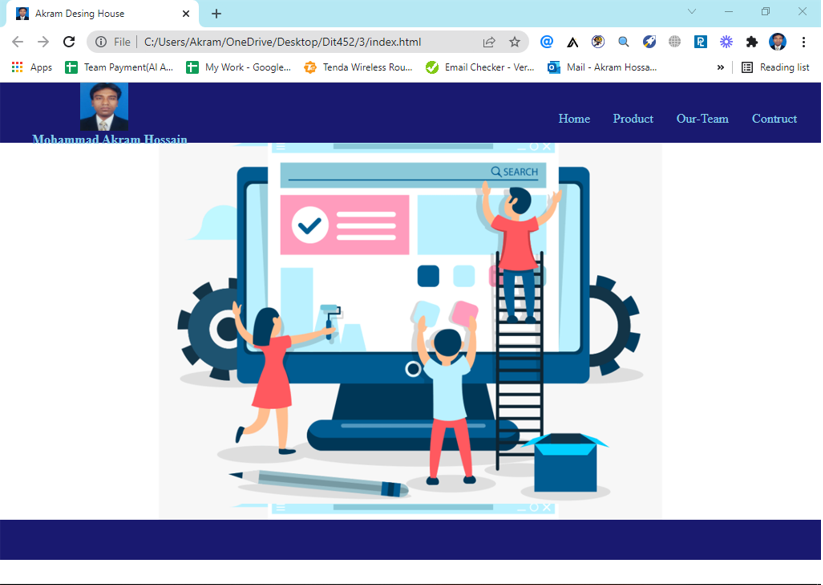 Akram Desing House
File
C:/Users/Akram/OneDrive/Desktop/Dit452/3/index.html
Apps
Team Payment(Al A...
My Work - Google...
Tenda Wireless Rou...
Email Checker - Ver...
Mail - Akram Hossa...
»
Reading list
Mohammad Akram Hossain
Home
Product
Our-Team
Contruct
SEARCH